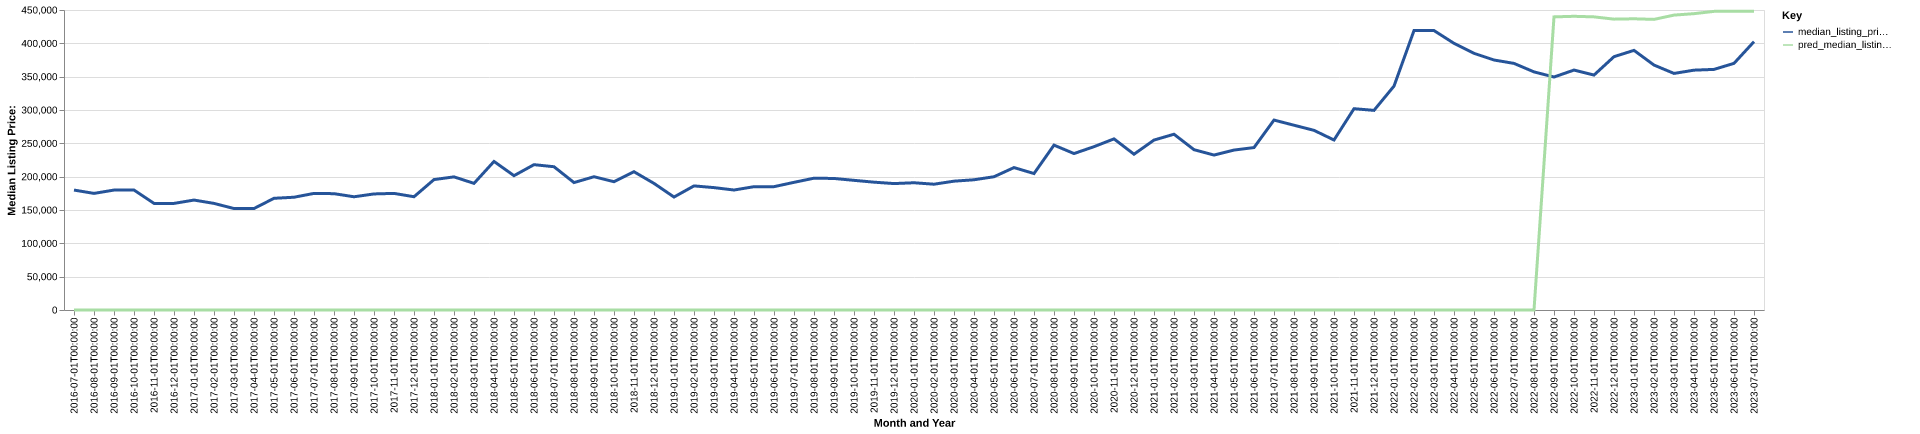 450,000
400,000
350,000
300,000
250,000
200,000
150,000
100,000
50,000
0
Median Listing Price:
2016-07-01T00:00:00
2016-08-01T00:00:00
2016-09-01T00:00:00
2016-10-01T00:00:00
2016-11-01T00:00:00
2016-12-01T00:00:00
2017-01-01T00:00:00
2017-02-01T00:00:00
2017-03-01T00:00:00
2017-04-01T00:00:00
2017-05-01T00:00:00
2017-06-01T00:00:00
2017-07-01T00:00:00
2017-08-01T00:00:00
2017-09-01T00:00:00
2017-10-01T00:00:00
2017-11-01T00:00:00
2017-12-01T00:00:00
2018-01-01T00:00:00
2018-02-01T00:00:00
2018-03-01T00:00:00
2018-04-01T00:00:00
2018-05-01T00:00:00
2018-06-01T00:00:00
2018-07-01T00:00:00
2018-08-01T00:00:00
2018-09-01T00:00:00
2018-10-01T00:00:00
2018-11-01T00:00:00
2018-12-01T00:00:00
2019-01-01T00:00:00
2019-02-01T00:00:00
2019-03-01T00:00:00
2019-04-01T00:00:00
2019-05-01T00:00:00
2019-06-01T00:00:00
2019-07-01T00:00:00
2019-08-01T00:00:00
2019-09-01T00:00:00
2019-10-01T00:00:00
2019-11-01T00:00:00
2019-12-01T00:00:00
2020-01-01T00:00:00
2020-02-01T00:00:00
2020-03-01T00:00:00
2020-04-01T00:00:00
2020-05-01T00:00:00
2020-06-01T00:00:00
2020-07-01T00:00:00
2020-08-01T00:00:00
2020-09-01T00:00:00
2020-10-01T00:00:00
2020-11-01T00:00:00
2020-12-01T00:00:00
2021-01-01T00:00:00
2021-02-01T00:00:00
2021-03-01T00:00:00
2021-04-01T00:00:00
2021-05-01T00:00:00
2021-06-01T00:00:00
2021-07-01T00:00:00
2021-08-01T00:00:00
2021-09-01T00:00:00
2021-10-01T00:00:00
2021-11-01T00:00:00
2021-12-01T00:00:00
2022-01-01T00:00:00
2022-02-01T00:00:00
2022-03-01T00:00:00
2022-04-01T00:00:00
2022-05-01T00:00:00
2022-06-01T00:00:00
2022-07-01T00:00:00
2022-08-01T00:00:00
2022-09-01T00:00:00
2022-10-01T00:00:00
2022-11-01T00:00:00
2022-12-01T00:00:00
2023-01-01T00:00:00
2023-02-01T00:00:00
2023-03-01T00:00:00
2023-04-01T00:00:00
2023-05-01T00:00:00
2023-06-01T00:00:00
2023-07-01T00:00:00
Month and Year
Key
median_listing_pri…
pred_median_listin…